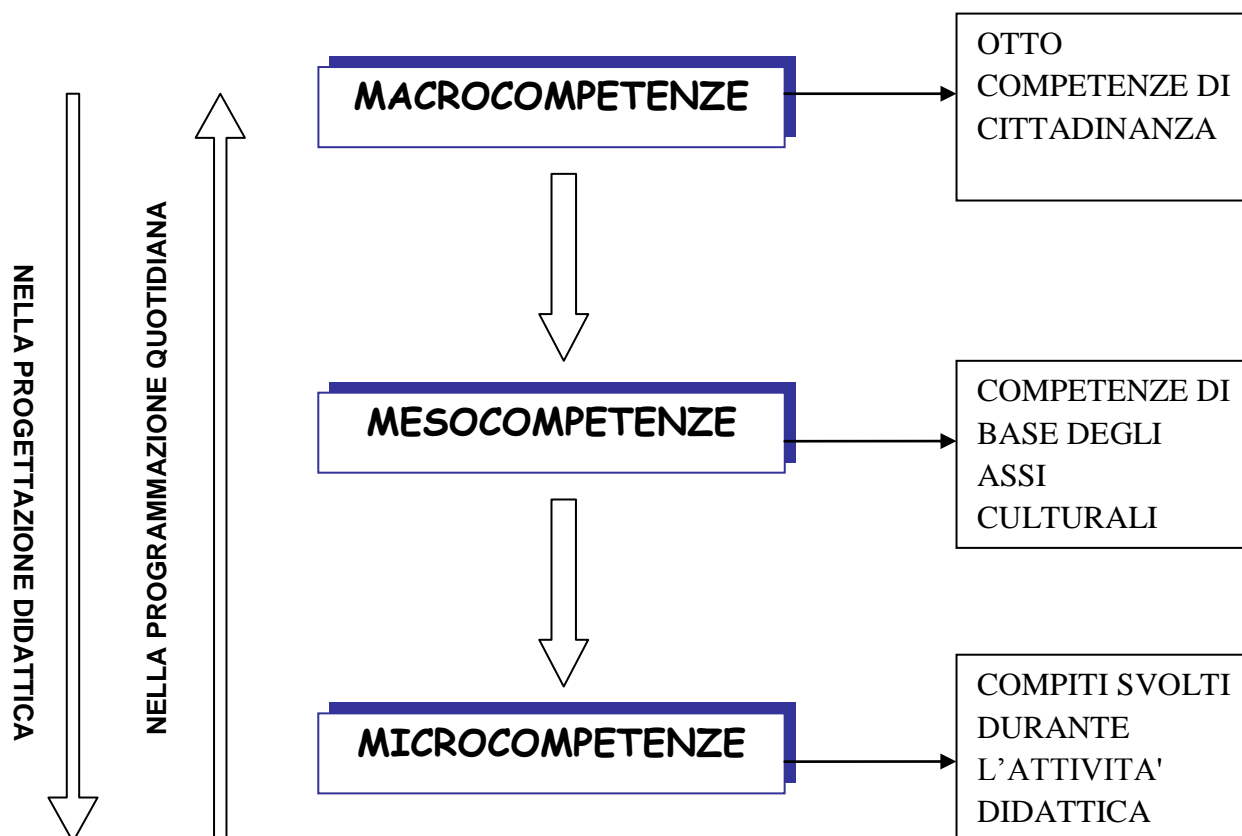 NELLA PROGETTAZIONE DIDATTICA
NELLA PROGRAMMAZIONE QUOTIDIANA
MACROCOMPETENZE
OTTO
COMPETENZE DI
CITTADINANZA
MESOCOMPETENZE
COMPETENZE DI
BASE DEGLI
ASSI
CULTURALI
MICROCOMPETENZE
COMPITI SVOLTI
DURANTE
L’ATTIVITA'
DIDATTICA